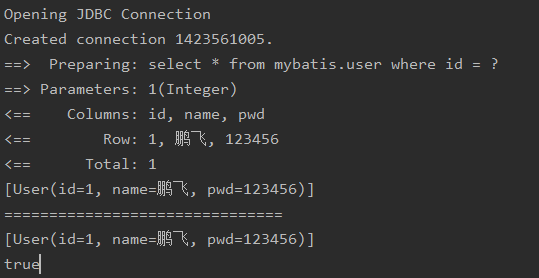 Opening JDBC Connection
Created connection 1423561005.
==>  Preparing: select * from mybatis.user where id = ?
==> Parameters: 1(Integer)
<==    Columns: id, name, pwd
<==        Row: 1, 鹏飞, 123456
<==      Total: 1
[User(id=1, name=鹏飞, pwd=123456)]
===============================
[User(id=1, name=鹏飞, pwd=123456)]
true